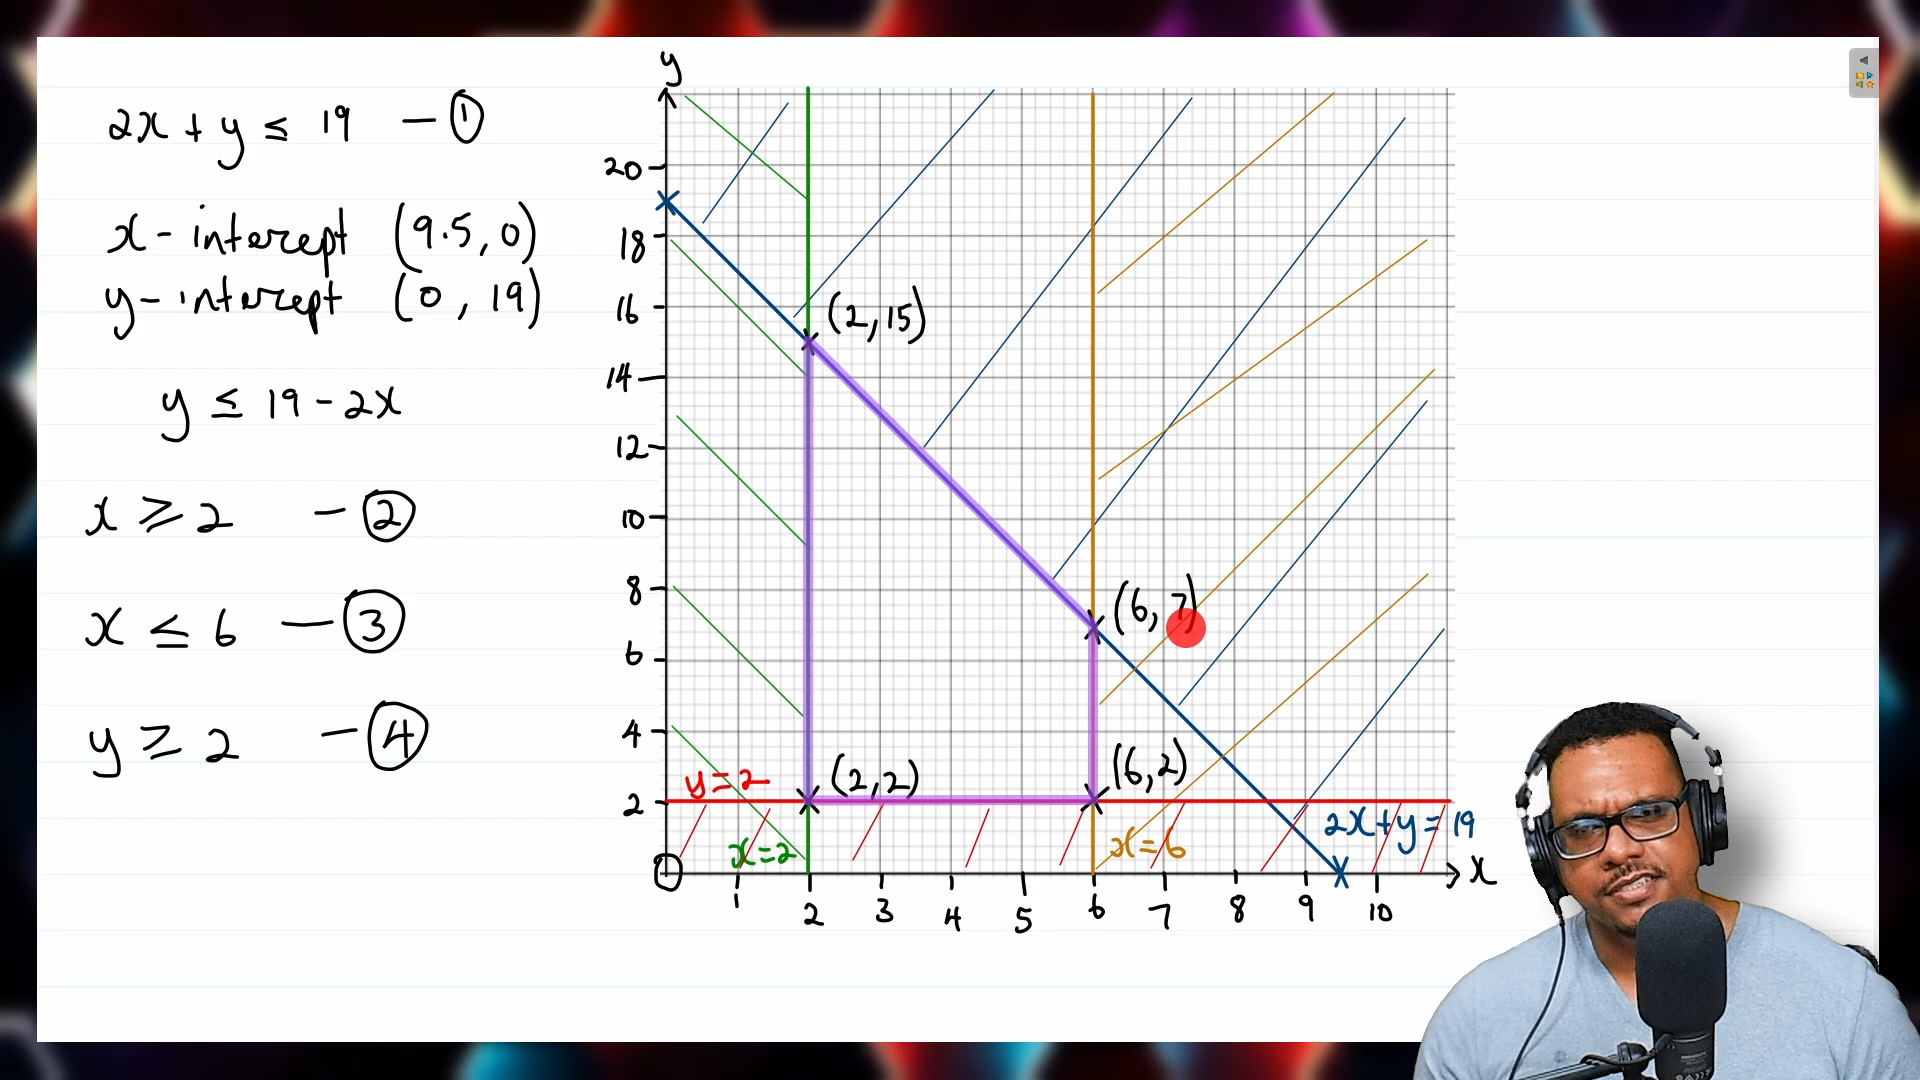 2x + y ≤ 19 — ①
x - intercept (9.5, 0)
y - intercept (0, 19)
y ≤ 19 - 2x
x ≥ 2 — ②
x ≤ 6 — ③
y ≥ 2 — ④
y
20
18
16
14
12
10
8
6
4
2
0
1
2
3
4
5
6
7
8
9
10
x
(2,15)
(6, 7)
(2,2)
(6,2)
y=2
x=2
x=6
2x+y=19